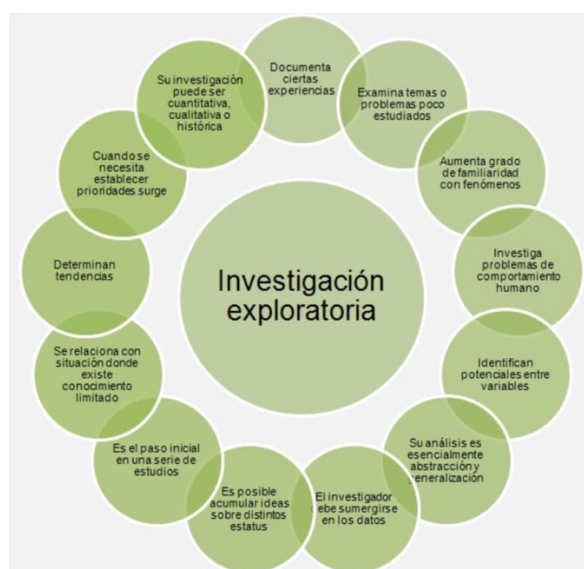 Investigación
exploratoria
Documenta
ciertas
experiencias
Examina temas o
problemas poco
estudiados
Aumenta grado
de familiaridad
con fenómenos
Investiga
problemas de
comportamiento
humano
Identifican
potenciales entre
variables
Su análisis es
esencialmente
abstracción y
generalización
El investigador
debe sumergirse
en los datos
Es posible
acumular ideas
sobre distintos
estatus
Es el paso inicial
en una serie de
estudios
Se relaciona con
situación donde
existe
conocimiento
limitado
Determinan
tendencias
Cuando se
necesita
establecer
prioridades surge
Su investigación
puede ser
cuantitativa,
cualitativa o
histórica